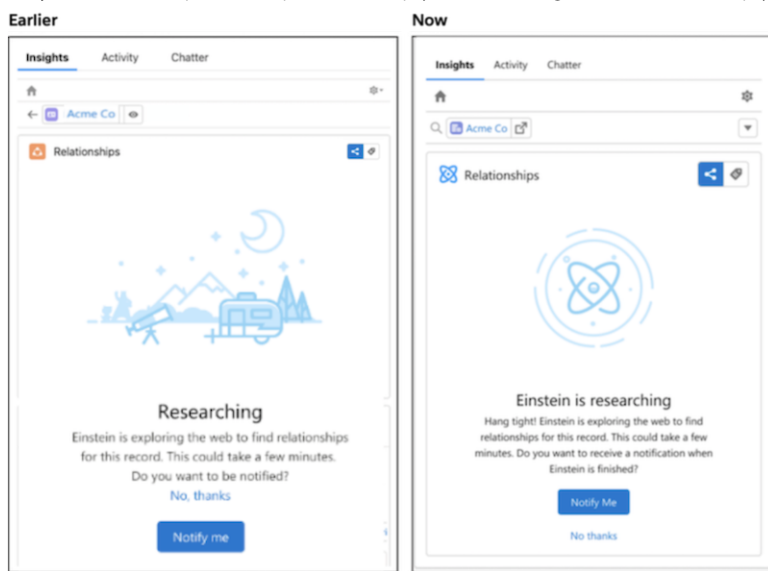 Earlier
Now
Insights Activity Chatter
Acme Co
Relationships
Researching
Einstein is exploring the web to find relationships
for this record. This could take a few minutes.
Do you want to be notified?
No, thanks
Notify me
Insights Activity Chatter
Acme Co
Relationships
Einstein is researching
Hang tight! Einstein is exploring the web to find
relationships for this record. This could take a few
minutes. Do you want to receive a notification when
Einstein is finished?
Notify Me
No thanks